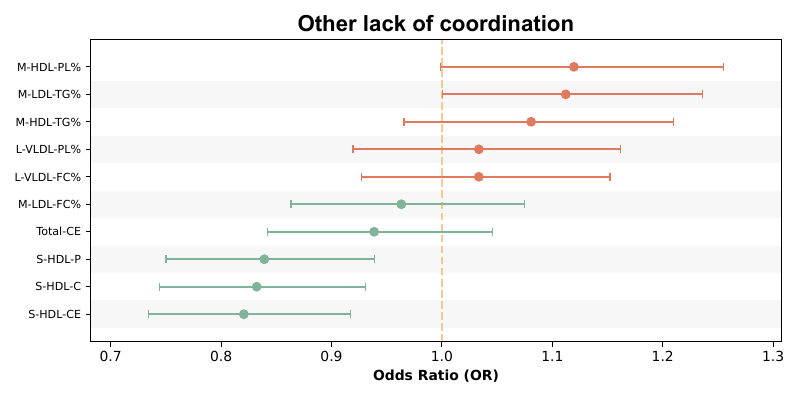 Other lack of coordination
M-HDL-PL%
M-LDL-TG%
M-HDL-TG%
L-VLDL-PL%
L-VLDL-FC%
M-LDL-FC%
Total-CE
S-HDL-P
S-HDL-C
S-HDL-CE
0.7 0.8 0.9 1.0 1.1 1.2 1.3
Odds Ratio (OR)